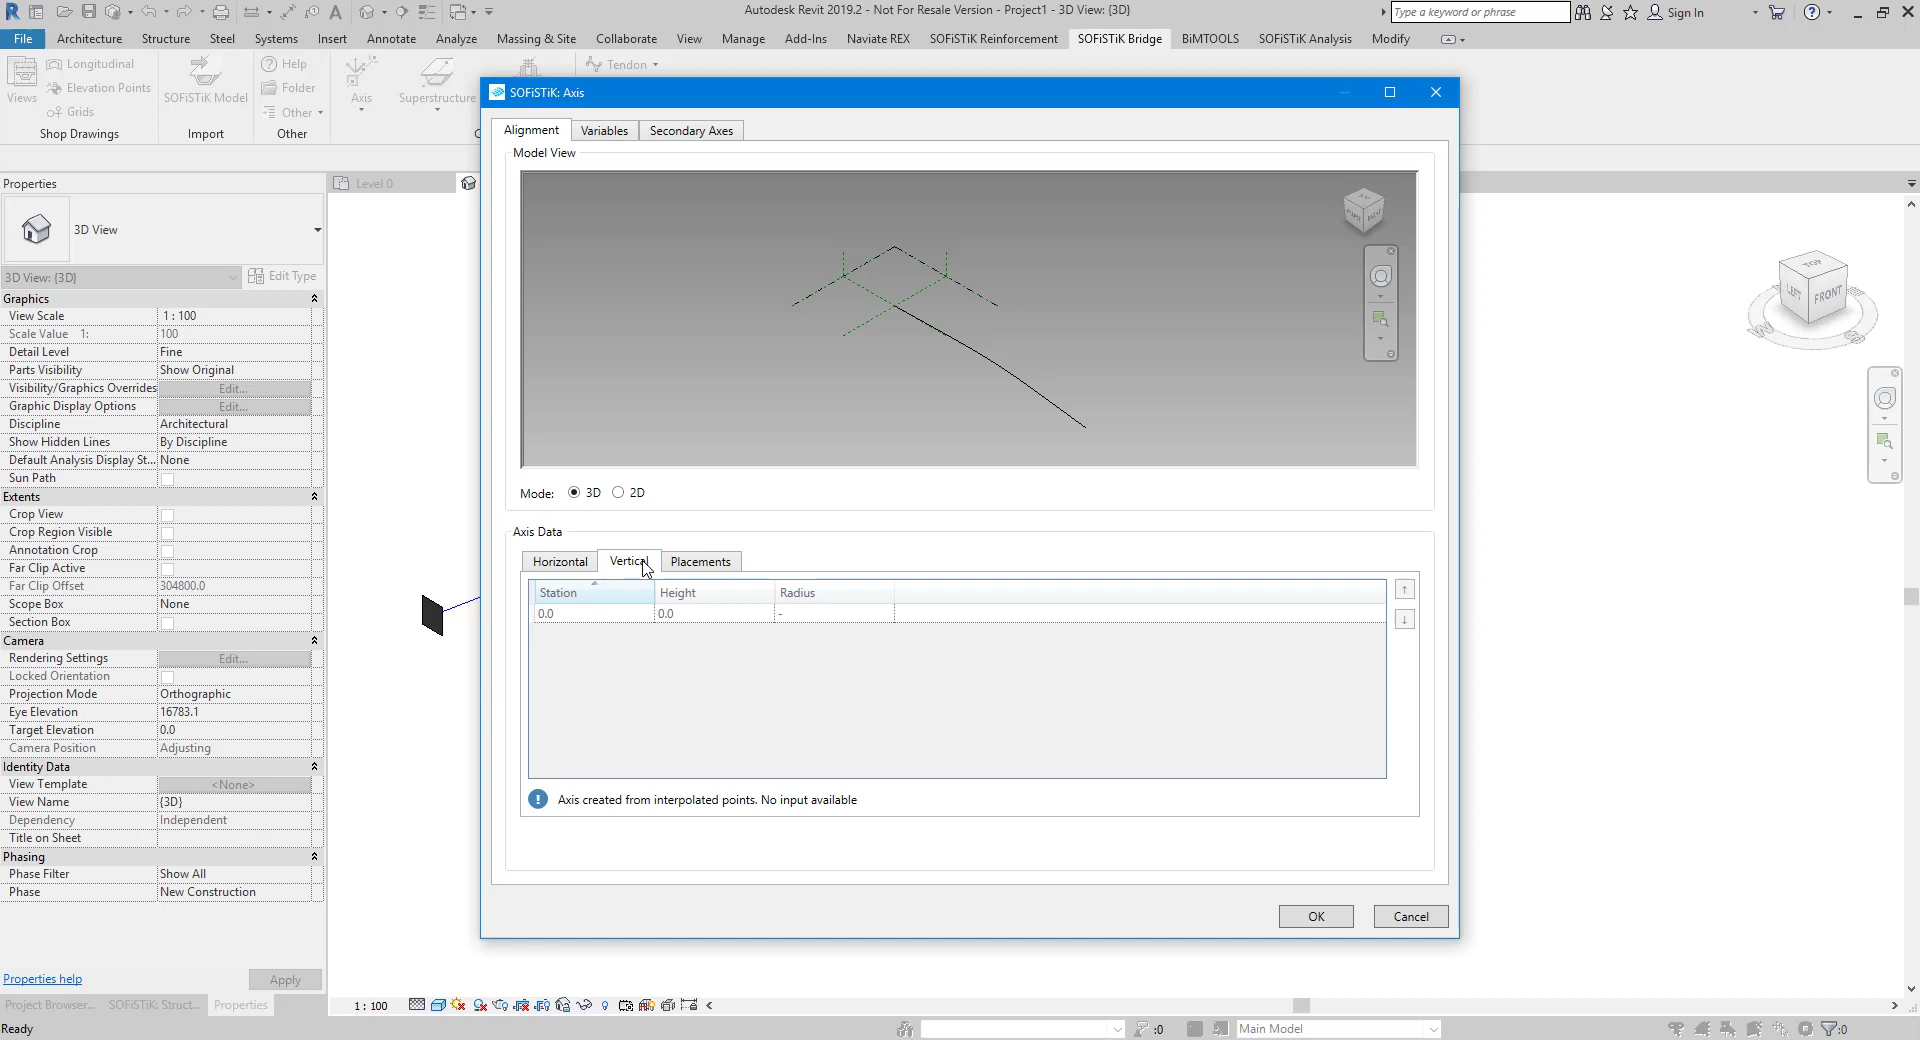 Autodesk Revit 2019.2 - Not For Resale Version - Project1 - 3D View: {3D}
Type a keyword or phrase
Sign In
File Architecture Structure Steel Systems Insert Annotate Analyze Massing & Site Collaborate View Manage Add-Ins Naviate REX SOFiSTiK Reinforcement SOFiSTiK Bridge BiMTOOLS SOFiSTiK Analysis Modify
Views
Longitudinal
Elevation Points
Grids
Shop Drawings
SOFiSTiK Model
Import
Help
Folder
Other
Other
Axis
Superstructure
Tendon
Properties
3D View
3D View: {3D}
Edit Type
Graphics
View Scale 1 : 100
Scale Value 1: 100
Detail Level Fine
Parts Visibility Show Original
Visibility/Graphics Overrides Edit...
Graphic Display Options Edit...
Discipline Architectural
Show Hidden Lines By Discipline
Default Analysis Display St... None
Sun Path
Extents
Crop View
Crop Region Visible
Annotation Crop
Far Clip Active
Far Clip Offset 304800.0
Scope Box None
Section Box
Camera
Rendering Settings Edit...
Locked Orientation
Projection Mode Orthographic
Eye Elevation 16783.1
Target Elevation 0.0
Camera Position Adjusting
Identity Data
View Template <None>
View Name {3D}
Dependency Independent
Title on Sheet
Phasing
Phase Filter Show All
Phase New Construction
Properties help
Apply
Project Browser... SOFiSTiK: Struct... Properties
Ready
Level 0
SOFiSTiK: Axis
Alignment Variables Secondary Axes
Model View
Mode: 3D 2D
Axis Data
Horizontal Vertical Placements
Station Height Radius
0.0 0.0 -
Axis created from interpolated points. No input available
OK Cancel
TOP
LEFT FRONT
W
1 : 100
:0
Main Model
:0